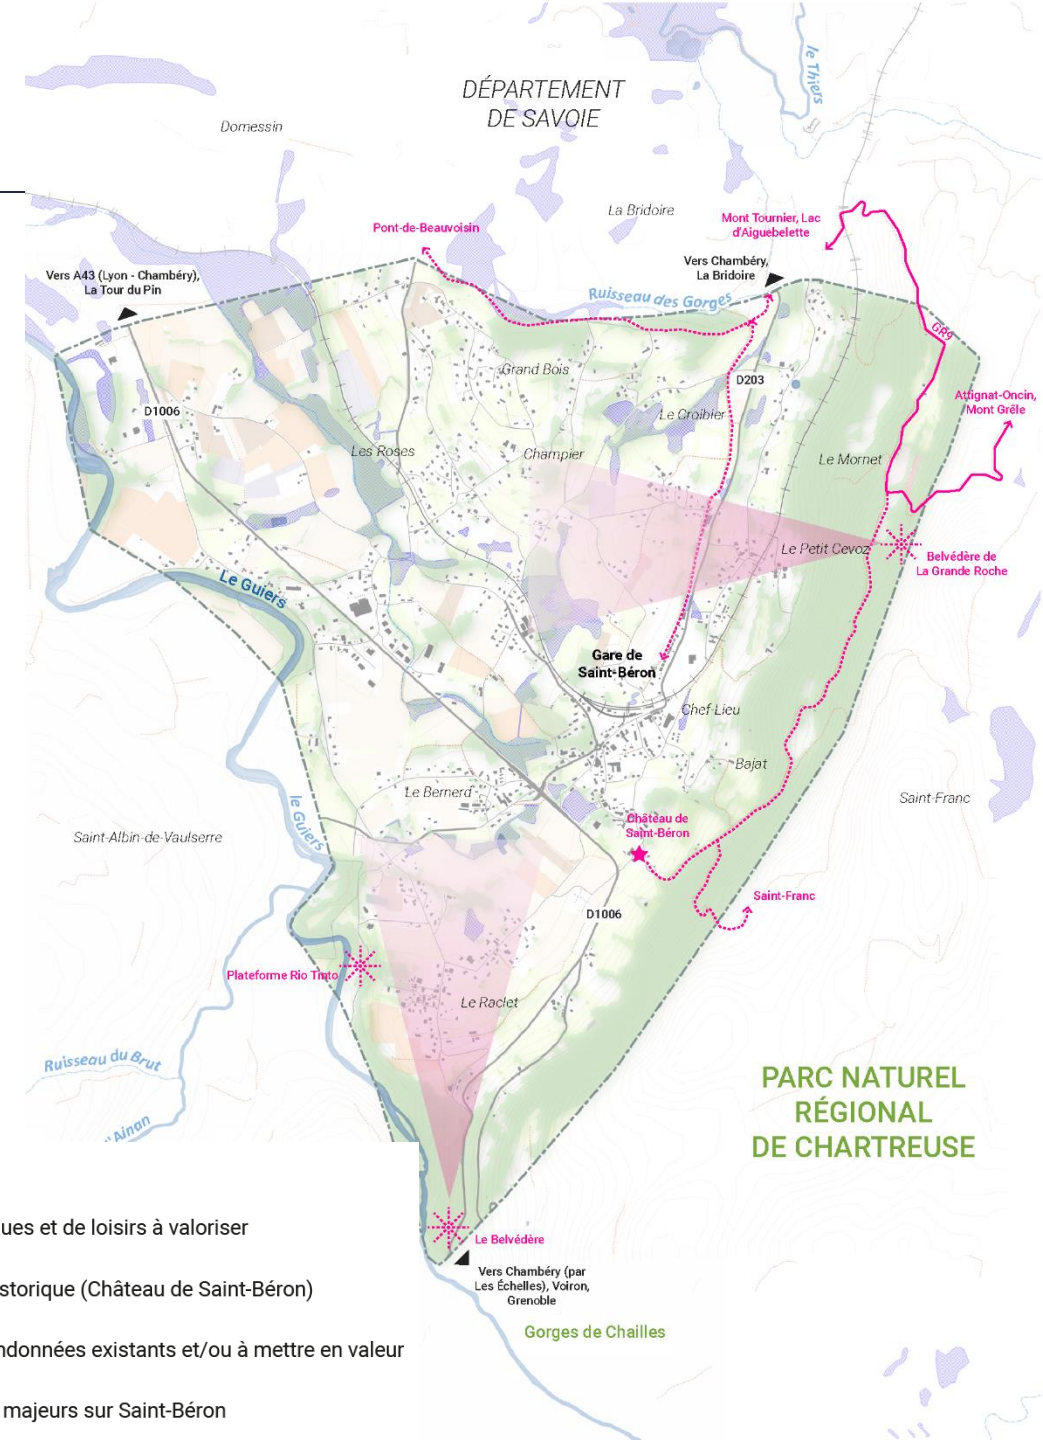 DÉPARTEMENT
DE SAVOIE
le Thiers
Domessin
La Bridoire
Pont-de-Beauvoisin
Mont Tournier, Lac
d'Aiguebelette
Vers Chambéry,
La Bridoire
Vers A43 (Lyon - Chambéry),
La Tour du Pin
Ruisseau des Gorges
GR9
Grand Bois
D203
Attignat-Oncin,
Mont Grêle
D1006
Le Croibier
Les Roses
Champier
Le Mornet
Le Petit Cevoz
Belvédère de
La Grande Roche
Le Guiers
Gare de
Saint-Béron
Chef-Lieu
Bajat
Le Bernerd
Saint-Franc
le Guiers
Château de
Saint-Béron
Saint-Albin-de-Vaulserre
Saint-Franc
D1006
Plateforme Rio Tinto
Le Raclet
Ruisseau du Brut
PARC NATUREL
RÉGIONAL
DE CHARTREUSE
'Ainan
ues et de loisirs à valoriser
Le Belvédère
Vers Chambéry (par
Les Échelles), Voiron,
Grenoble
storique (Château de Saint-Béron)
Gorges de Chailles
ndonnées existants et/ou à mettre en valeur
majeurs sur Saint-Béron